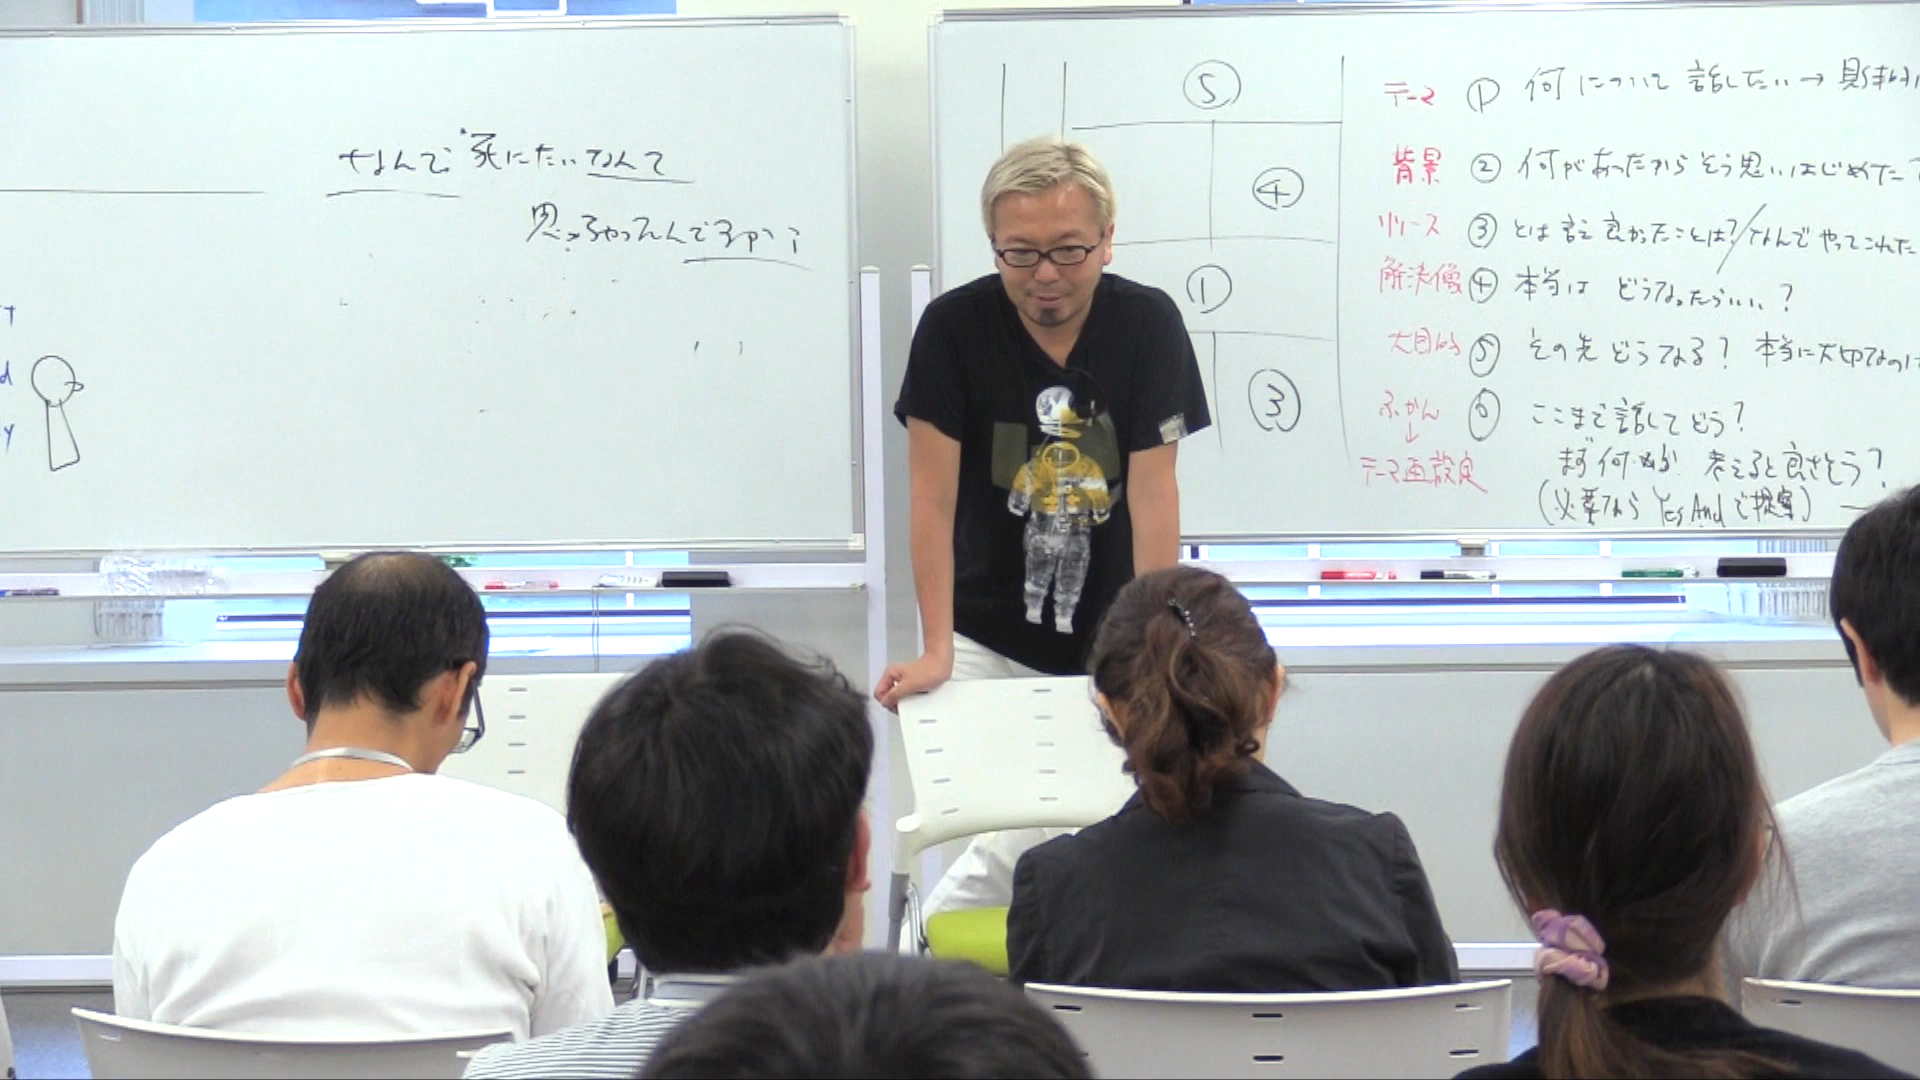 なんで死にたいなんて
思っちゃってんですか?
d
y
⑤
④
①
③
テーマ ① 何について話したい→具体的に
背景 ② 何があったから そう思いはじめた
リソース ③ とは言え 良かったことは?/なんで やってこれた
解決像 ④ 本当は どうなったらいい?
大目的 ⑤ その先 どうなる? 本当に大切なのは
ふかん ⑥ ここまで話して どう?
↓ まず何から 考えると良さそう?
テーマ再設定
(必要なら Yes And で提案)